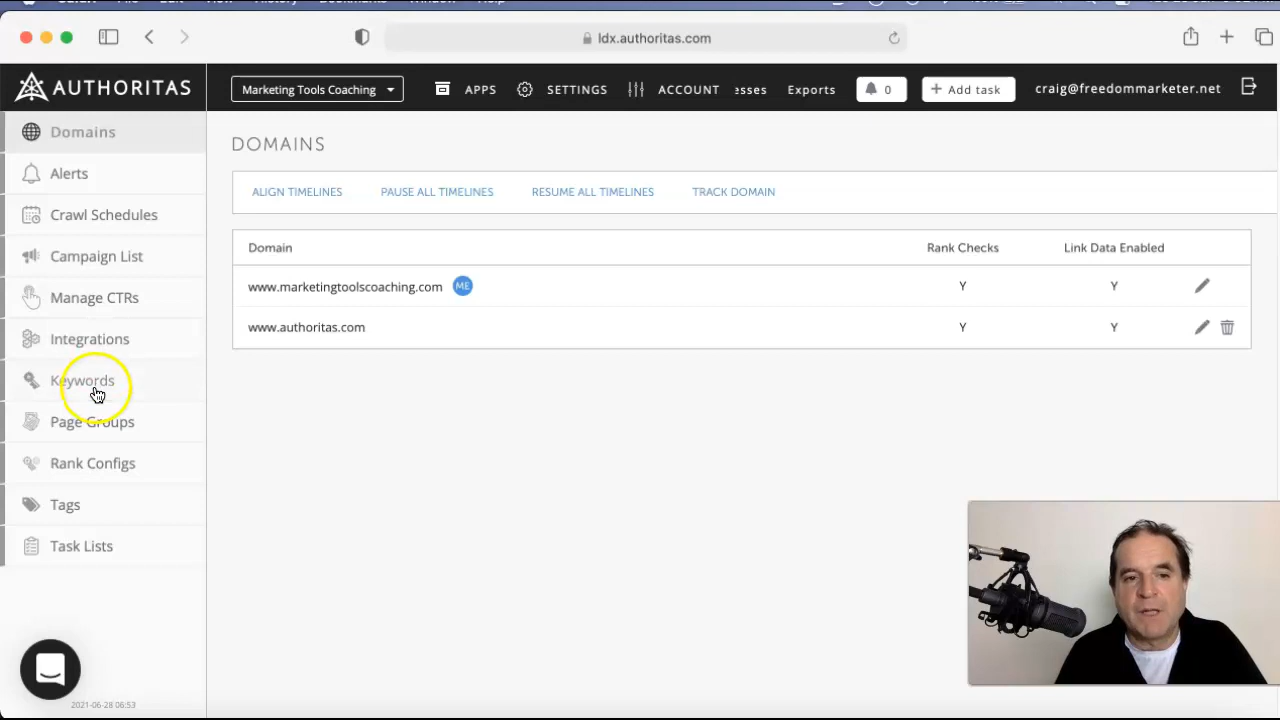 ldx.authoritas.com
AUTHORITAS
Marketing Tools Coaching
APPS
SETTINGS
ACCOUNT
esses
Exports
0
+ Add task
craig@freedommarketer.net
Domains
Alerts
Crawl Schedules
Campaign List
Manage CTRs
Integrations
Keywords
Page Groups
Rank Configs
Tags
Task Lists
2021-06-28 06:53
DOMAINS
ALIGN TIMELINES PAUSE ALL TIMELINES RESUME ALL TIMELINES TRACK DOMAIN
Domain Rank Checks Link Data Enabled
www.marketingtoolscoaching.com ME Y Y
www.authoritas.com Y Y